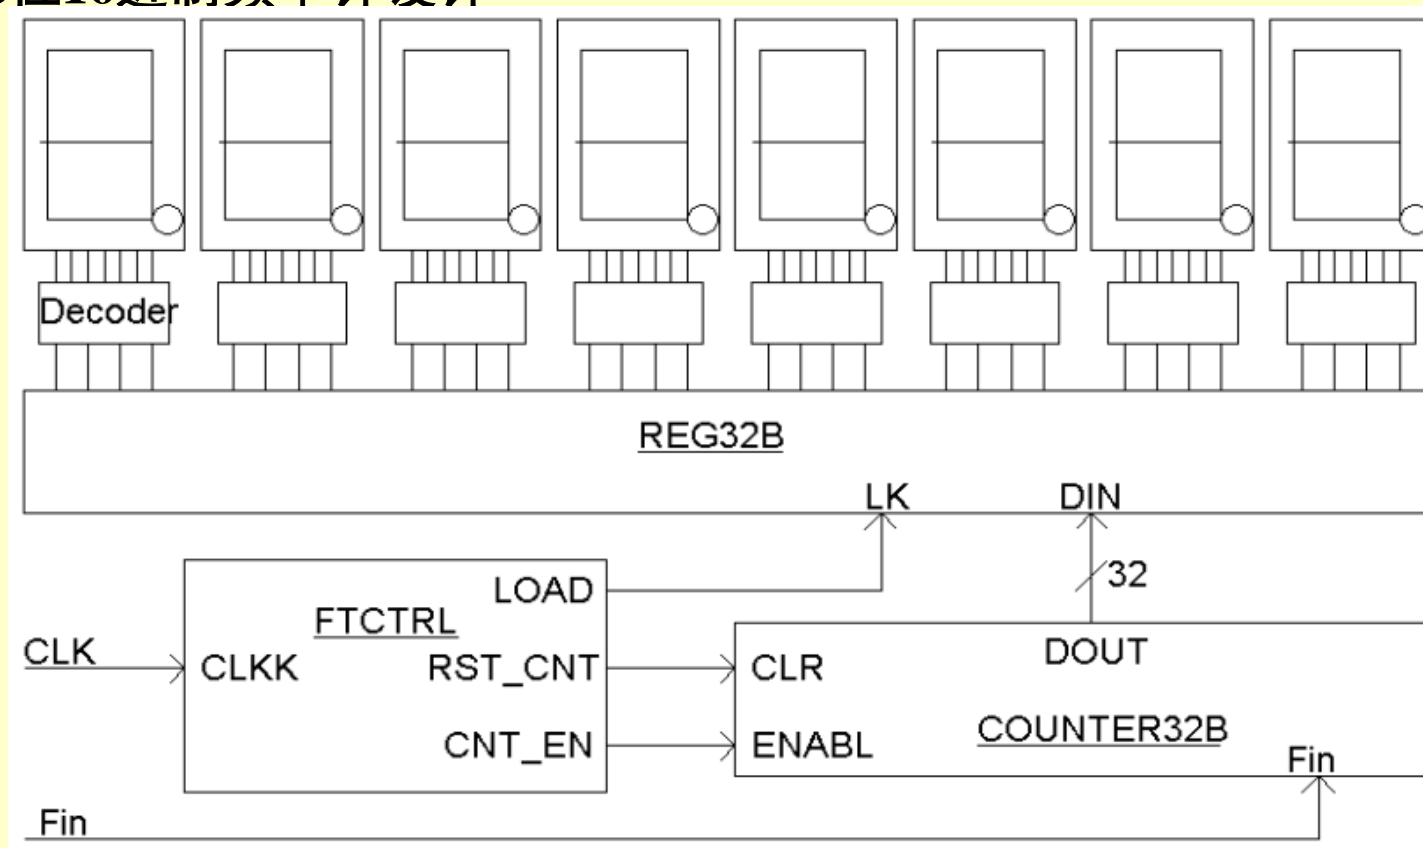 Decoder
REG32B
LK
DIN
32
LOAD
FTCTRL
CLK
CLKK
RST_CNT
CLR
DOUT
CNT_EN
ENABL
COUNTER32B
Fin
Fin